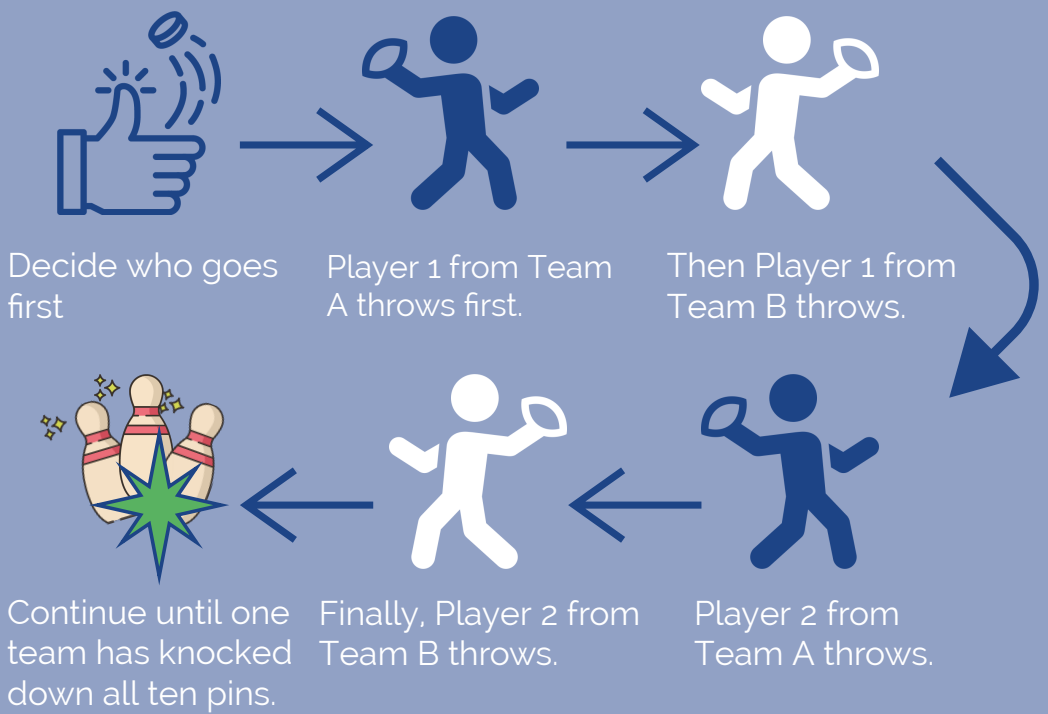 Decide who goes
first
Player 1 from Team
A throws first.
Then Player 1 from
Team B throws.
Player 2 from
Team A throws.
Finally, Player 2 from
Team B throws.
Continue until one
team has knocked
down all ten pins.